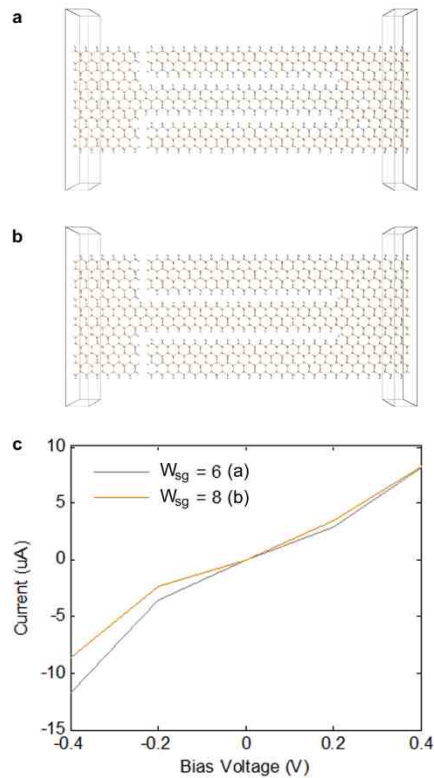 a
b
c
10
W_sg = 6 (a)
W_sg = 8 (b)
5
0
-5
-10
-15
Current (uA)
-0.4 -0.2 0 0.2 0.4
Bias Voltage (V)